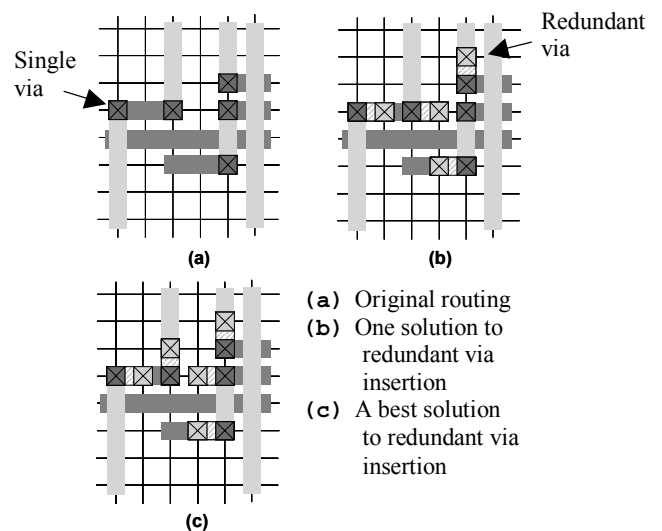 Single
via
Redundant
via
(a)
(b)
(a) Original routing
(b) One solution to
redundant via
insertion
(c) A best solution
to redundant via
insertion
(c)